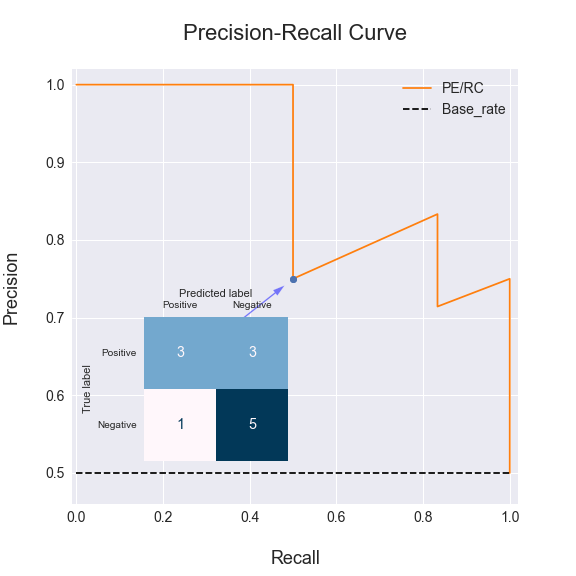 Precision-Recall Curve
1.0
0.9
0.8
0.7
0.6
0.5
Precision
PE/RC
Base_rate
Predicted label
Positive Negative
Positive 3 3
Negative 1 5
True label
0.0 0.2 0.4 0.6 0.8 1.0
Recall